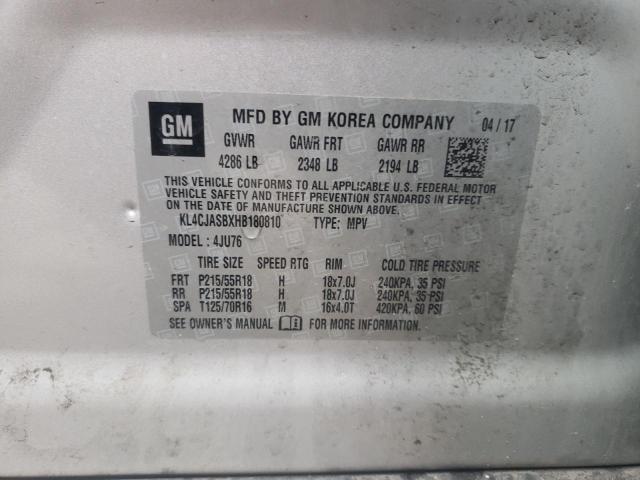 GM MFD BY GM KOREA COMPANY 04 / 17
GVWR GAWR FRT GAWR RR
4286 LB 2348 LB 2194 LB
THIS VEHICLE CONFORMS TO ALL APPLICABLE U.S. FEDERAL MOTOR
VEHICLE SAFETY AND THEFT PREVENTION STANDARDS IN EFFECT
ON THE DATE OF MANUFACTURE SHOWN ABOVE.
KL4CJASBXHB180810 TYPE: MPV
MODEL : 4JU76
TIRE SIZE SPEED RTG RIM COLD TIRE PRESSURE
FRT P215/55R18 H 18x7.0J 240KPA, 35 PSI
RR P215/55R18 H 18x7.0J 240KPA, 35 PSI
SPA T125/70R16 M 16x4.0T 420KPA, 60 PSI
SEE OWNER'S MANUAL FOR MORE INFORMATION.